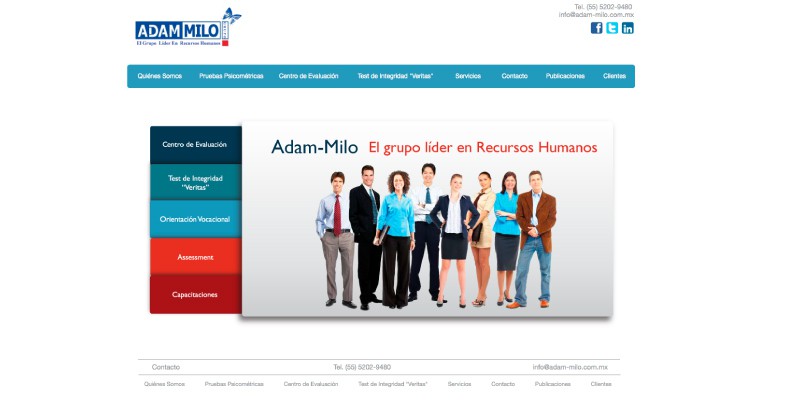 Tel. (55) 5202-9480
info@adam-milo.com.mx
ADAM MILO
El Grupo Líder En Recursos Humanos
Quiénes Somos Pruebas Psicométricas Centro de Evaluación Test de Integridad "Veritas" Servicios Contacto Publicaciones Clientes
Adam-Milo El grupo líder en Recursos Humanos
Centro de Evaluación
Test de Integridad
"Veritas"
Orientación Vocacional
Assessment
Capacitaciones
Contacto Tel. (55) 5202-9480 info@adam-milo.com.mx
Quiénes Somos Pruebas Psicométricas Centro de Evaluación Test de Integridad "Veritas" Servicios Contacto Publicaciones Clientes